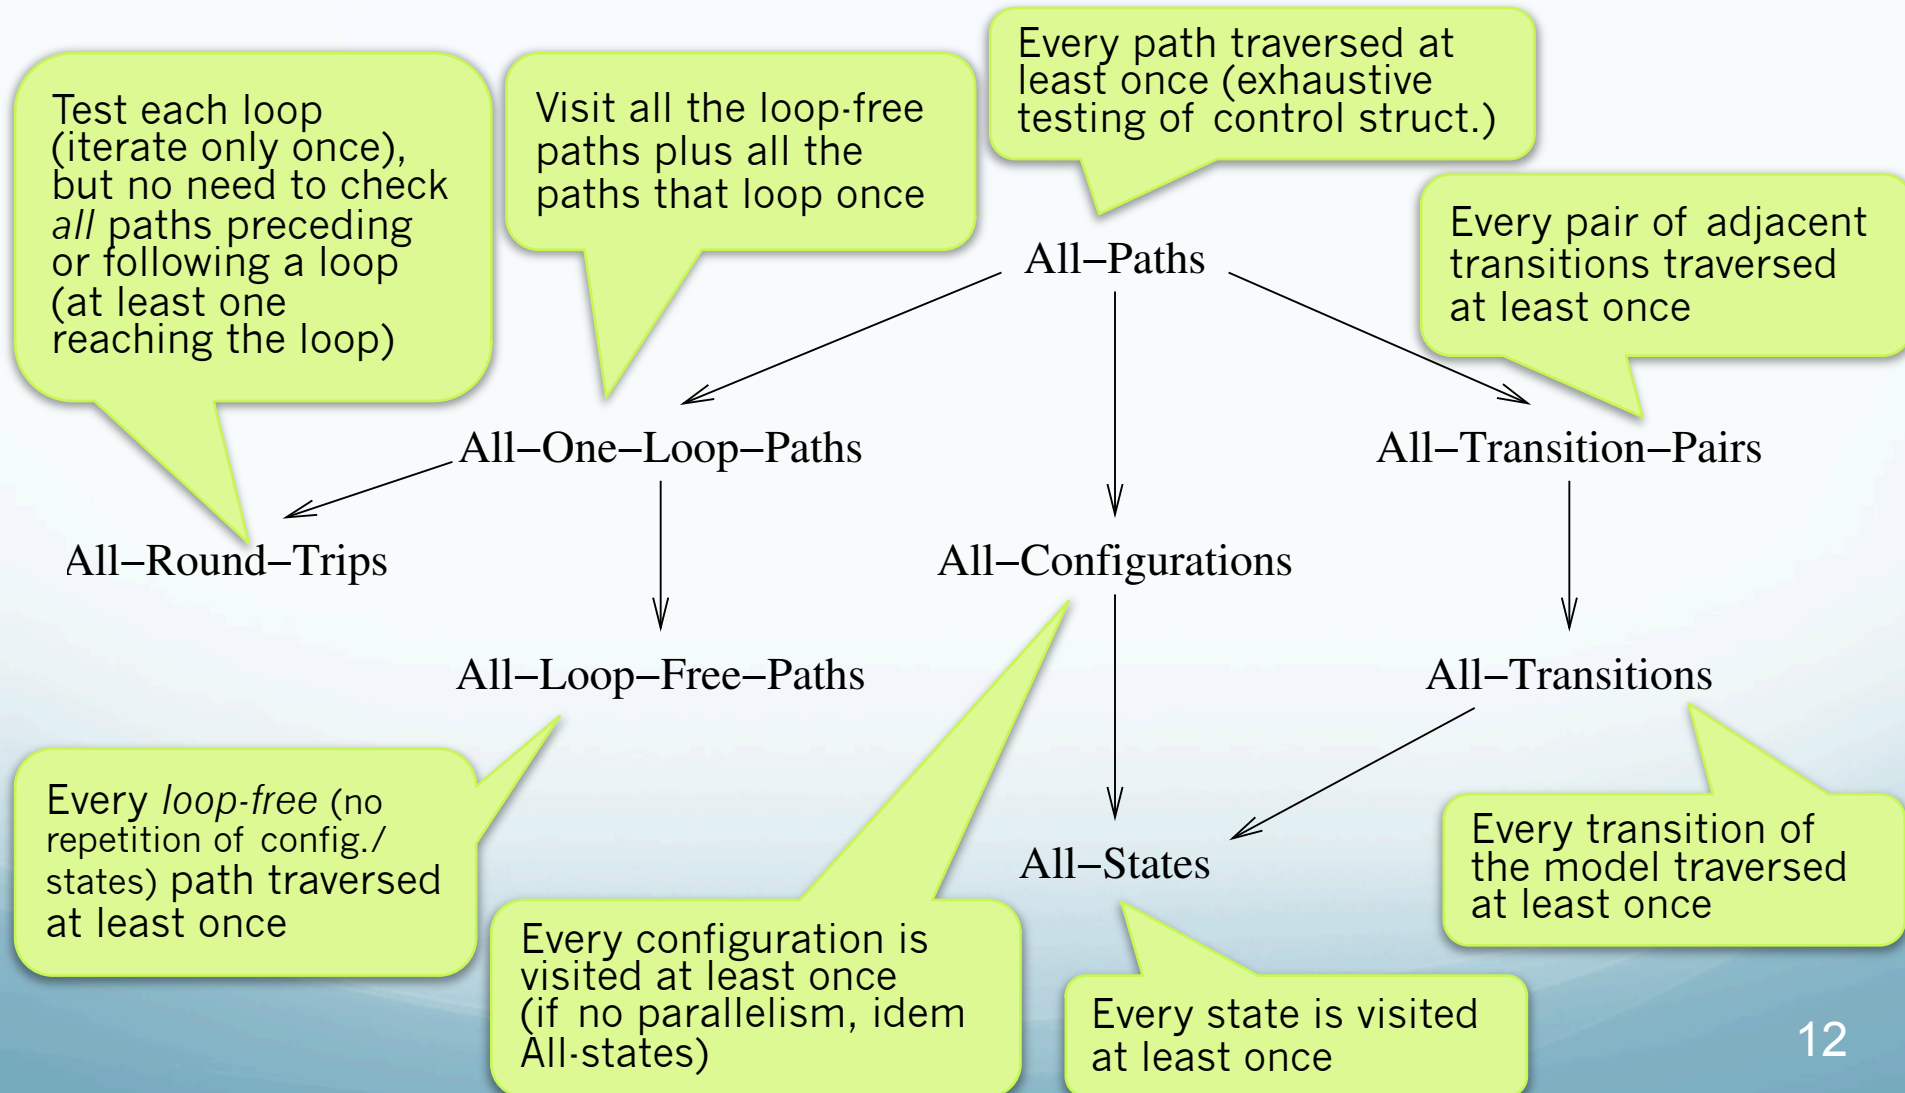 Test each loop
(iterate only once),
but no need to check
all paths preceding
or following a loop
(at least one
reaching the loop)
Visit all the loop-free
paths plus all the
paths that loop once
Every path traversed at
least once (exhaustive
testing of control struct.)
Every pair of adjacent
transitions traversed
at least once
All–Paths
All–One–Loop–Paths
All–Transition–Pairs
All–Round–Trips
All–Configurations
All–Loop–Free–Paths
All–Transitions
All–States
Every loop-free (no
repetition of config./
states) path traversed
at least once
Every configuration is
visited at least once
(if no parallelism, idem
All-states)
Every state is visited
at least once
Every transition of
the model traversed
at least once
12